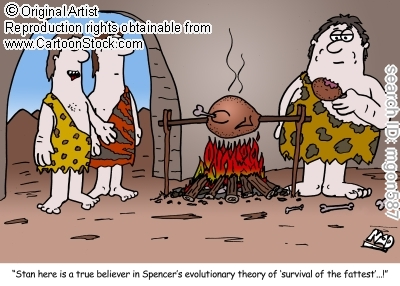 © Original Artist
Reproduction rights obtainable from
www.CartoonStock.com
search ID: mgon5887
"Stan here is a true believer in Spencer's evolutionary theory of 'survival of the fattest'...!"